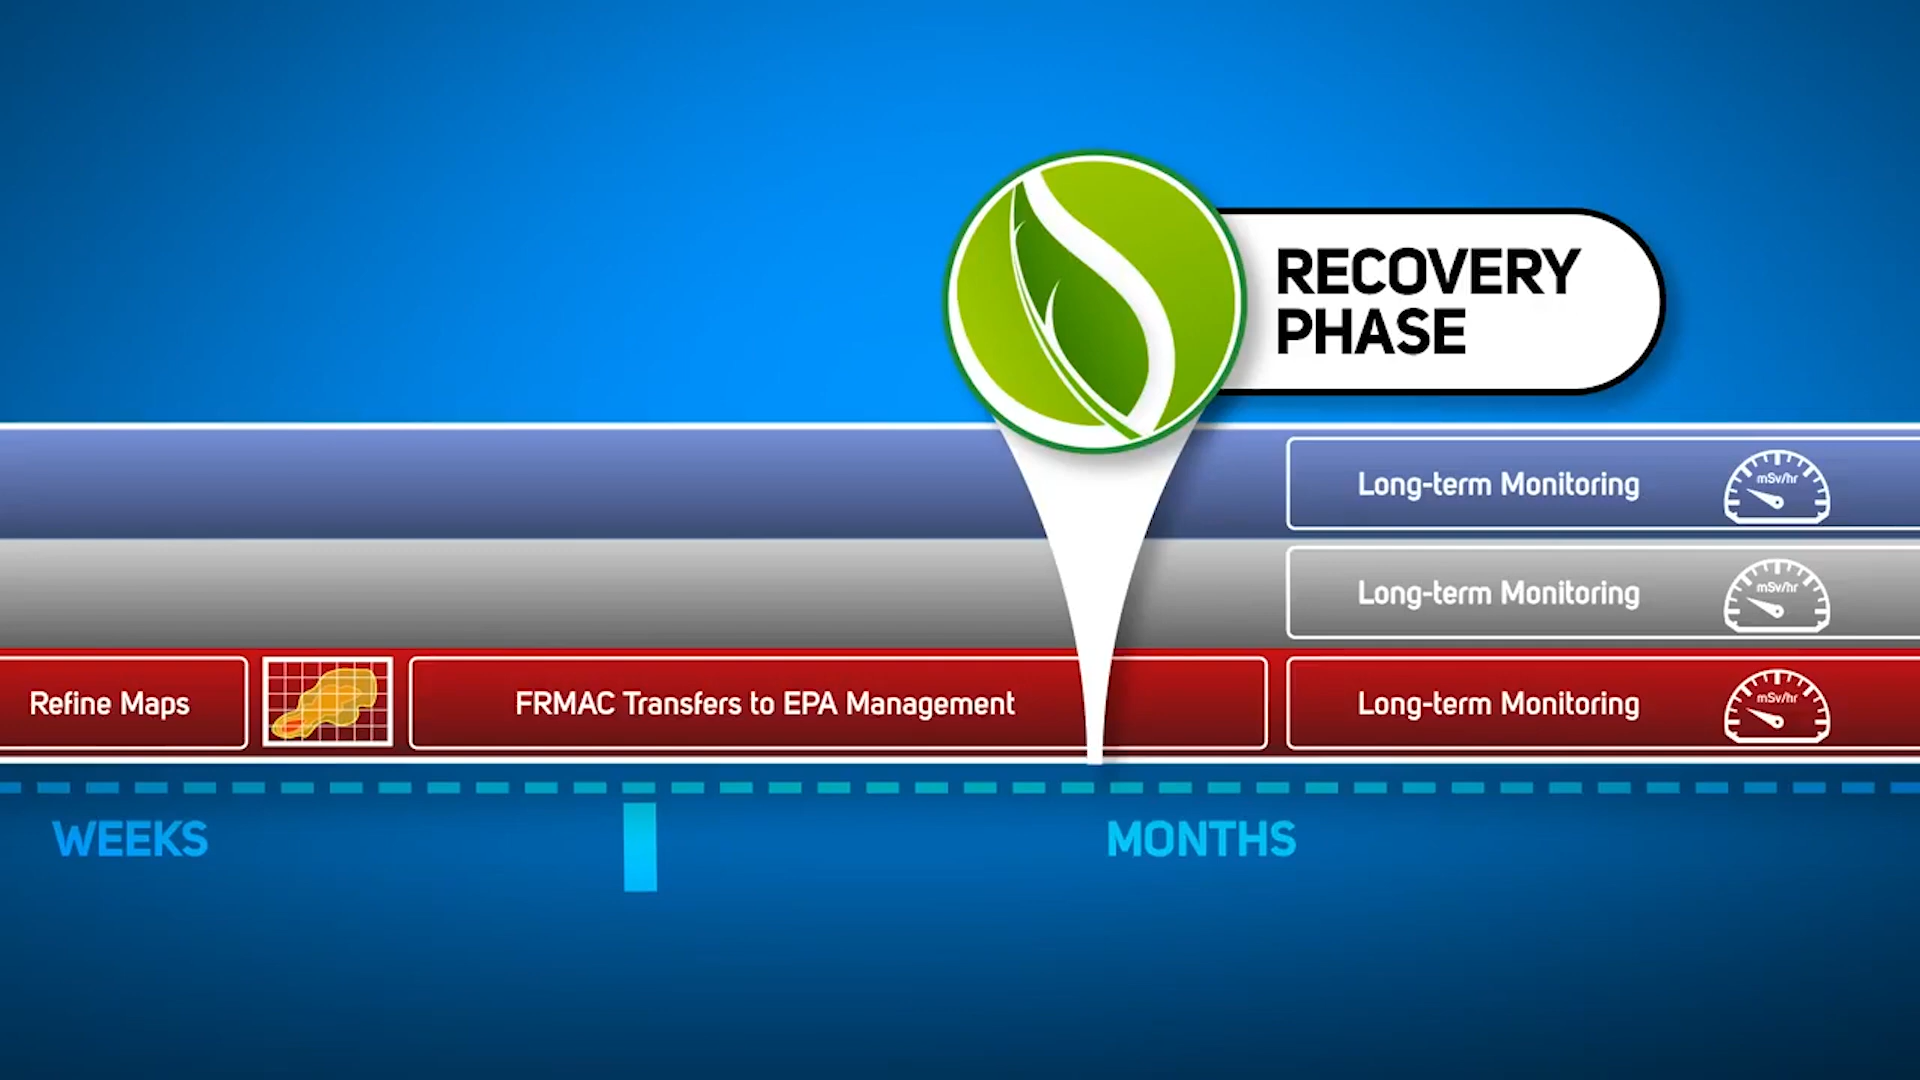 RECOVERY
PHASE
Long-term Monitoring
mSv/hr
Long-term Monitoring
mSv/hr
Refine Maps
FRMAC Transfers to EPA Management
Long-term Monitoring
mSv/hr
WEEKS
MONTHS